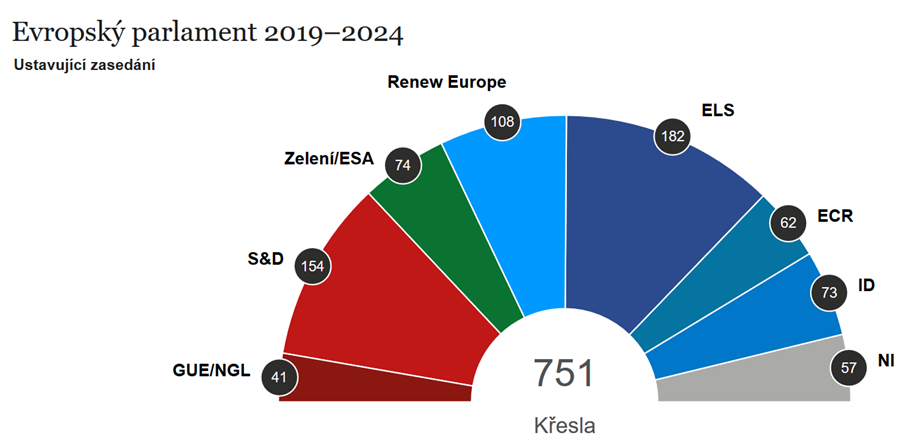 Evropský parlament 2019–2024
Ustavující zasedání
Renew Europe
108
ELS
182
Zelení/ESA
74
ECR
62
S&D
154
ID
73
GUE/NGL
41
NI
57
751
Křesla